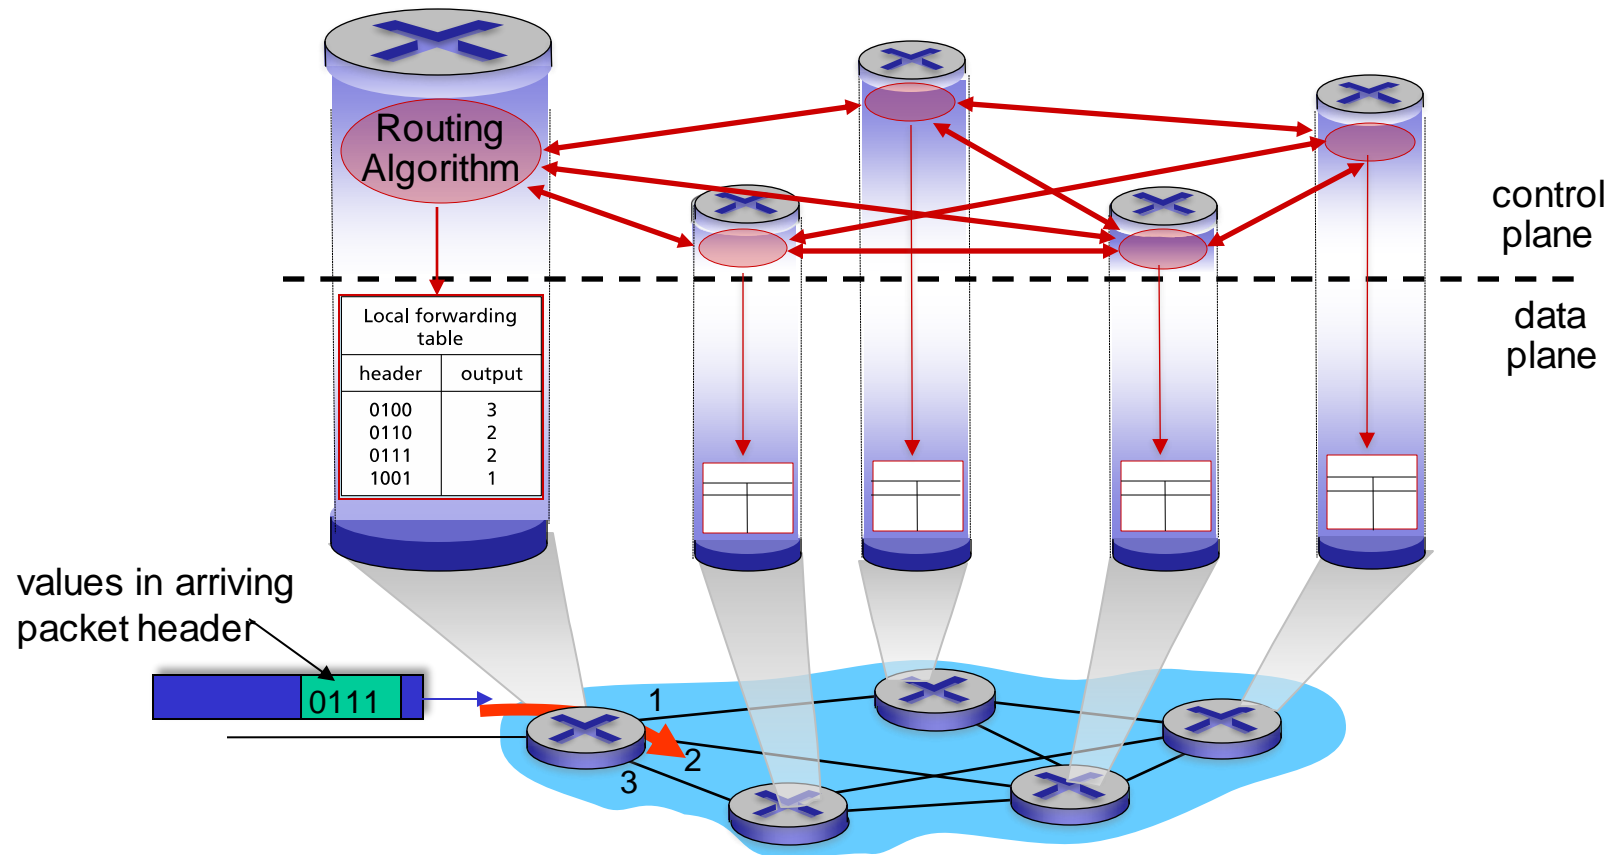 Routing
Algorithm
control
plane
data
plane
Local forwarding
table
header output
0100 3
0110 2
0111 2
1001 1
values in arriving
packet header
0111
1
2
3